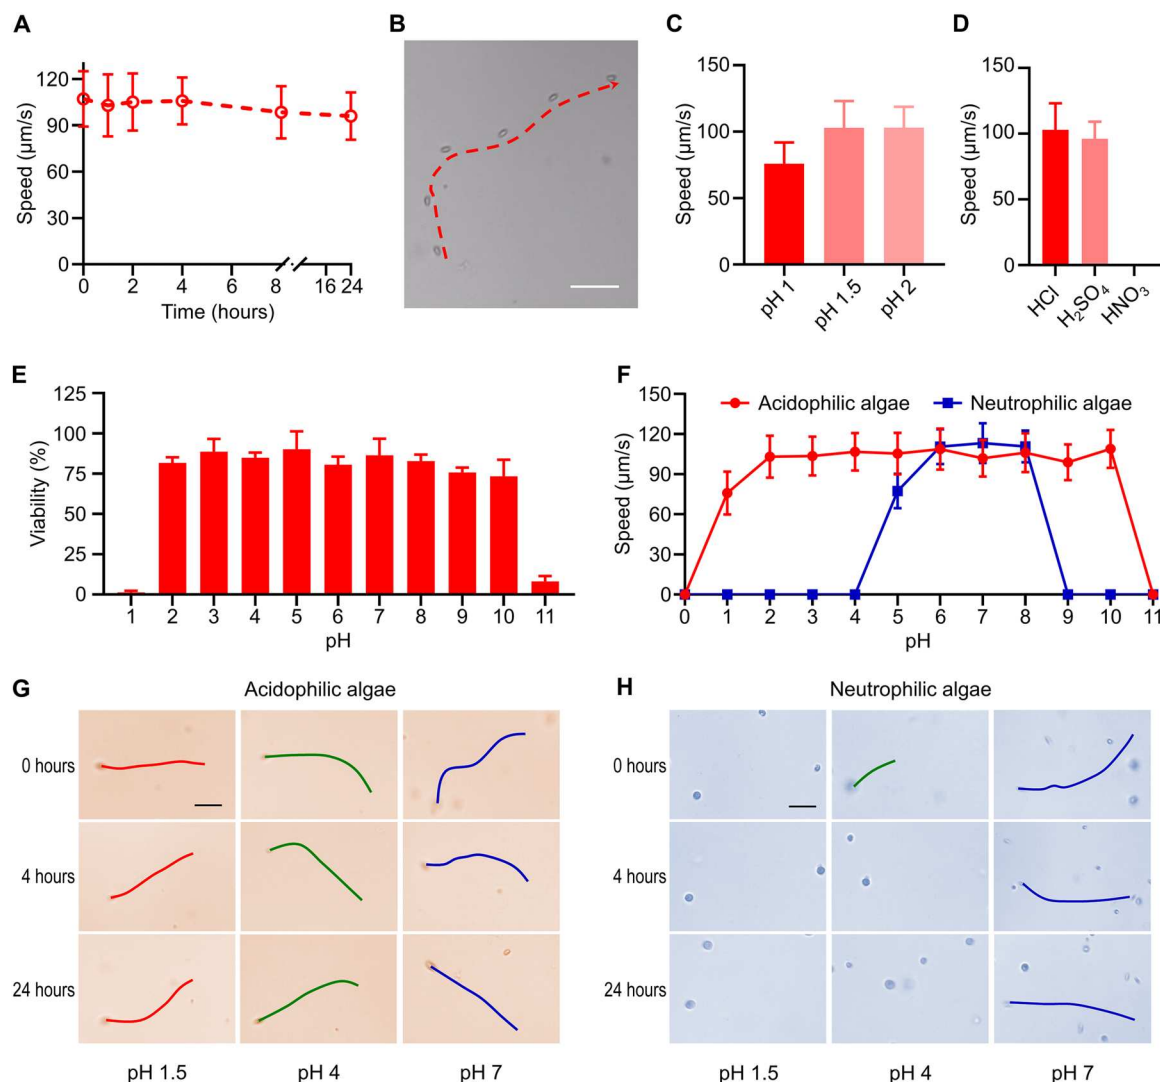 A
Speed (µm/s)
120
90
60
30
0
0 2 4 6 8 16 24
Time (hours)
B
C
Speed (µm/s)
150
100
50
0
pH 1
pH 1.5
pH 2
D
Speed (µm/s)
150
100
50
0
HCl
H₂SO₄
HNO₃
E
Viability (%)
125
100
75
50
25
0
1 2 3 4 5 6 7 8 9 10 11
pH
F
Acidophilic algae Neutrophilic algae
Speed (µm/s)
150
120
90
60
30
0
0 1 2 3 4 5 6 7 8 9 10 11
pH
G
Acidophilic algae
0 hours
4 hours
24 hours
pH 1.5 pH 4 pH 7
H
Neutrophilic algae
0 hours
4 hours
24 hours
pH 1.5 pH 4 pH 7